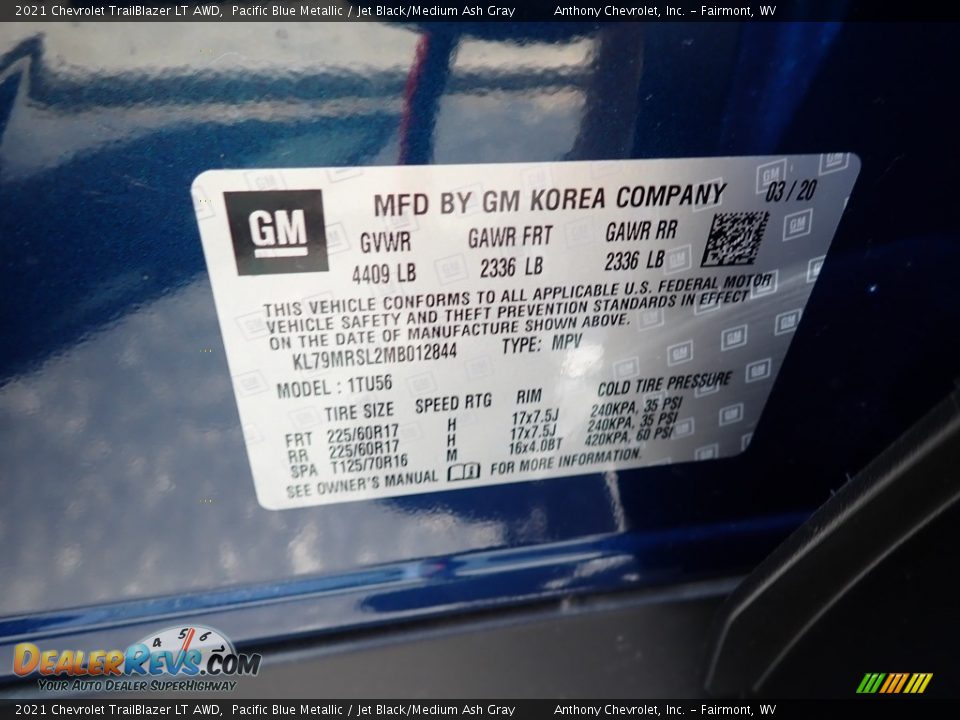 2021 Chevrolet TrailBlazer LT AWD, Pacific Blue Metallic / Jet Black/Medium Ash Gray Anthony Chevrolet, Inc. - Fairmont, WV
GM MFD BY GM KOREA COMPANY 03/20
GVWR GAWR FRT GAWR RR
4409 LB 2336 LB 2336 LB
THIS VEHICLE CONFORMS TO ALL APPLICABLE U.S. FEDERAL MOTOR
VEHICLE SAFETY AND THEFT PREVENTION STANDARDS IN EFFECT
ON THE DATE OF MANUFACTURE SHOWN ABOVE.
KL79MRSL2MB012844 TYPE: MPV
MODEL : 1TU56
TIRE SIZE SPEED RTG RIM COLD TIRE PRESSURE
FRT 225/60R17 H 17x7.5J 240KPA, 35 PSI
RR 225/60R17 H 17x7.5J 240KPA, 35 PSI
SPA T125/70R16 M 16x4.0BT 420KPA, 60 PSI
SEE OWNER'S MANUAL FOR MORE INFORMATION.
4 5 6
DEALERREVS.COM
YOUR AUTO DEALER SUPERHIGHWAY
2021 Chevrolet TrailBlazer LT AWD, Pacific Blue Metallic / Jet Black/Medium Ash Gray Anthony Chevrolet, Inc. - Fairmont, WV